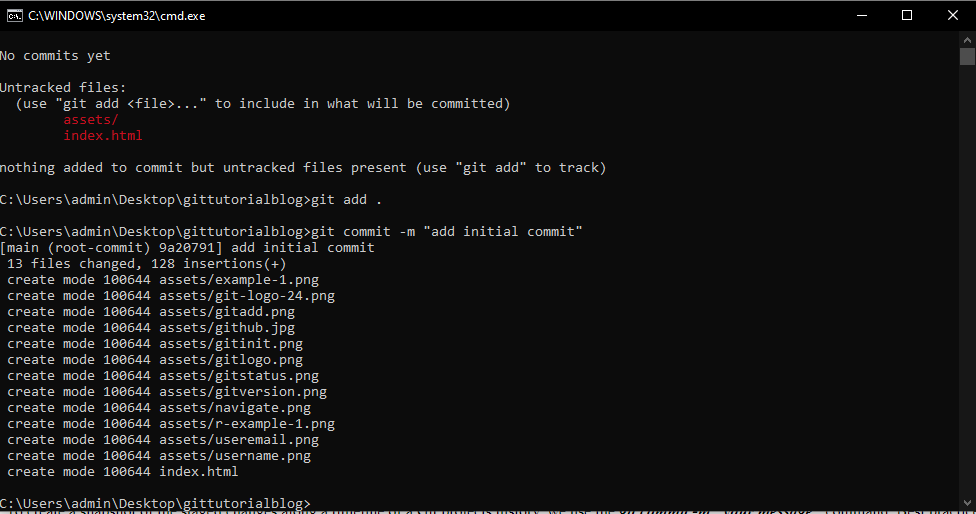 C:\WINDOWS\system32\cmd.exe
No commits yet
Untracked files:
  (use "git add <file>..." to include in what will be committed)
        assets/
        index.html
nothing added to commit but untracked files present (use "git add" to track)
C:\Users\admin\Desktop\gittutorialblog>git add .
C:\Users\admin\Desktop\gittutorialblog>git commit -m "add initial commit"
[main (root-commit) 9a20791] add initial commit
 13 files changed, 128 insertions(+)
 create mode 100644 assets/example-1.png
 create mode 100644 assets/git-logo-24.png
 create mode 100644 assets/gitadd.png
 create mode 100644 assets/github.jpg
 create mode 100644 assets/gitinit.png
 create mode 100644 assets/gitlogo.png
 create mode 100644 assets/gitstatus.png
 create mode 100644 assets/gitversion.png
 create mode 100644 assets/navigate.png
 create mode 100644 assets/r-example-1.png
 create mode 100644 assets/useremail.png
 create mode 100644 assets/username.png
 create mode 100644 index.html
C:\Users\admin\Desktop\gittutorialblog>